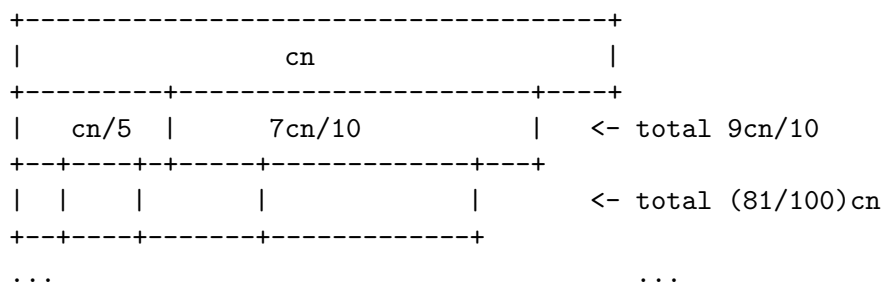 +-------------------------------------+
|                cn                   |
+---------+-----------------------+----+
|   cn/5  |      7cn/10           |   <- total 9cn/10
+--+----+-+-----+-------------+---+
|  |    |       |             |      <- total (81/100)cn
+--+----+-------+-------------+
...                                     ...